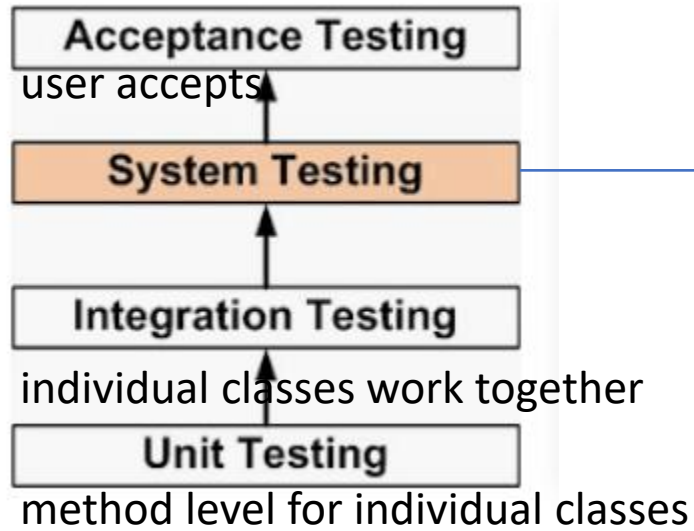 Acceptance Testing
user accepts
System Testing
Integration Testing
individual classes work together
Unit Testing
method level for individual classes